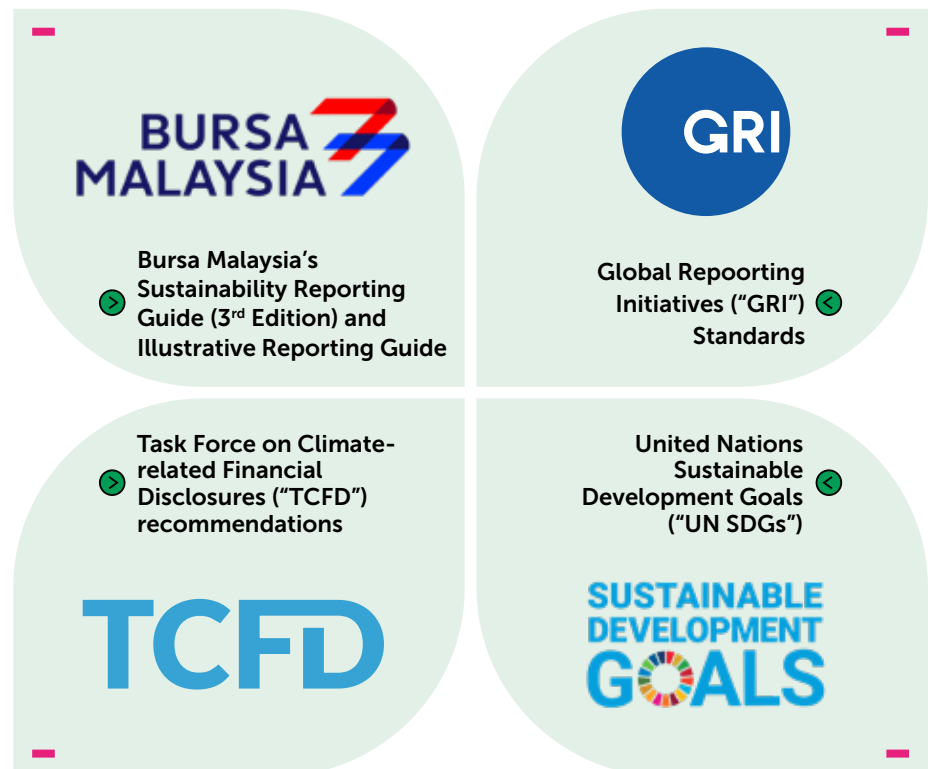 BURSA
MALAYSIA
Bursa Malaysia’s
Sustainability Reporting
Guide (3rd Edition) and
Illustrative Reporting Guide
GRI
Global Repoorting
Initiatives (“GRI”)
Standards
Task Force on Climate-
related Financial
Disclosures (“TCFD”)
recommendations
TCFD
United Nations
Sustainable
Development Goals
(“UN SDGs”)
SUSTAINABLE
DEVELOPMENT
GOALS